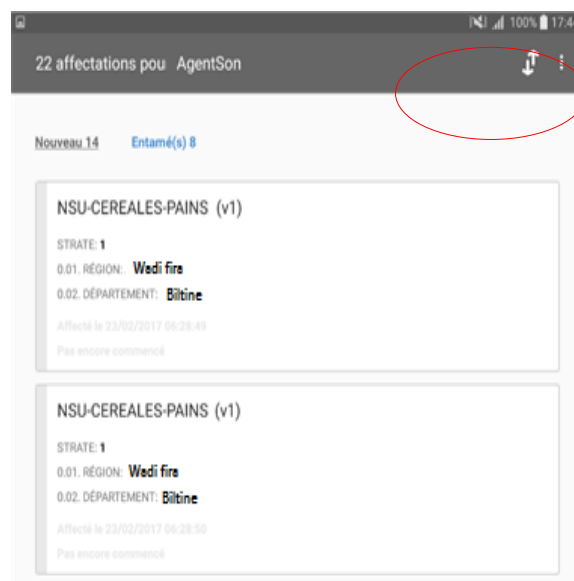 100% 17:4
22 affectations pou AgentSon
Nouveau 14 Entamé(s) 8
NSU-CEREALES-PAINS (v1)
STRATE: 1
0.01. RÉGION: Wadi fira
0.02. DÉPARTEMENT: Biltine
Affecté le 23/02/2017 06:28:49
Pas encore commencé
NSU-CEREALES-PAINS (v1)
STRATE: 1
0.01. RÉGION: Wadi fira
0.02. DÉPARTEMENT: Biltine
Affecté le 23/02/2017 06:28:50
Pas encore commencé